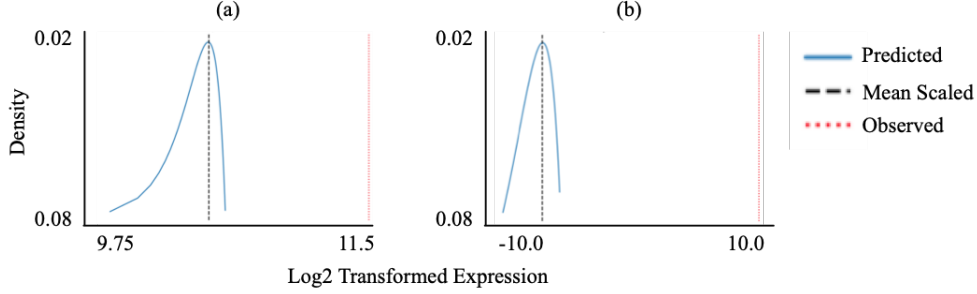 (a)
(b)
0.02
0.02
Predicted
Mean Scaled
Observed
Density
0.08
0.08
9.75
11.5
-10.0
10.0
Log2 Transformed Expression